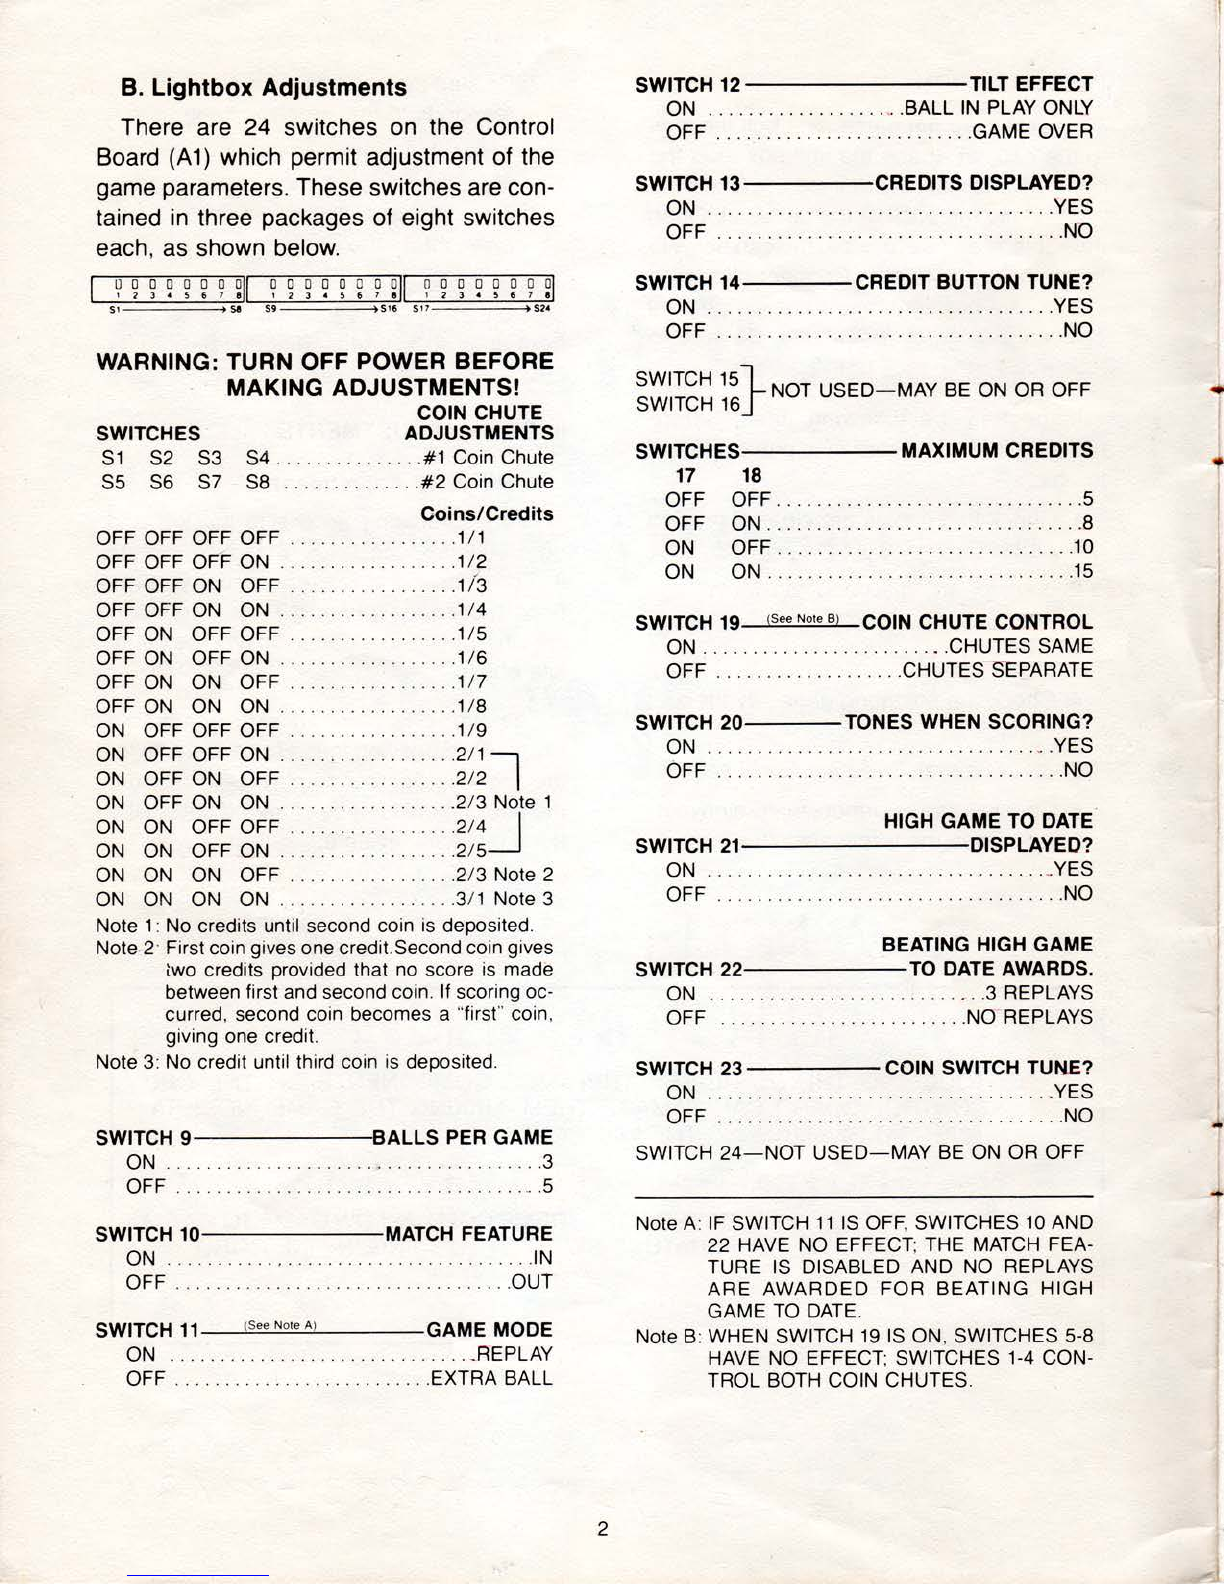 B. Lightbox Adjustments
There are 24 switches on the Control
Board (A1) which permit adjustment of the
game parameters. These switches are con-
tained in three packages of eight switches
each, as shown below.
1 2 3 4 5 6 7 8 1 2 3 4 5 6 7 8 1 2 3 4 5 6 7 8
S1 S8 S9 S16 S17 S24
WARNING: TURN OFF POWER BEFORE
MAKING ADJUSTMENTS!
COIN CHUTE
SWITCHES ADJUSTMENTS
S1 S2 S3 S4 . . . . . . . . . . . . . . .#1 Coin Chute
S5 S6 S7 S8 . . . . . . . . . . . . . .#2 Coin Chute
Coins/Credits
OFF OFF OFF OFF . . . . . . . . . . . . . . . . .1/1
OFF OFF OFF ON . . . . . . . . . . . . . . . . . .1/2
OFF OFF ON OFF . . . . . . . . . . . . . . . . .1/3
OFF OFF ON ON . . . . . . . . . . . . . . . . . .1/4
OFF ON OFF OFF . . . . . . . . . . . . . . . . .1/5
OFF ON OFF ON . . . . . . . . . . . . . . . . . .1/6
OFF ON ON OFF . . . . . . . . . . . . . . . . .1/7
OFF ON ON ON . . . . . . . . . . . . . . . . . .1/8
ON OFF OFF OFF . . . . . . . . . . . . . . . . .1/9
ON OFF OFF ON . . . . . . . . . . . . . . . . . .2/1
ON OFF ON OFF . . . . . . . . . . . . . . . . .2/2
ON OFF ON ON . . . . . . . . . . . . . . . . . .2/3 Note 1
ON ON OFF OFF . . . . . . . . . . . . . . . . .2/4
ON ON OFF ON . . . . . . . . . . . . . . . . . .2/5
ON ON ON OFF . . . . . . . . . . . . . . . . .2/3 Note 2
ON ON ON ON . . . . . . . . . . . . . . . . . .3/1 Note 3
Note 1: No credits until second coin is deposited.
Note 2: First coin gives one credit.Second coin gives
two credits provided that no score is made
between first and second coin. If scoring oc-
curred, second coin becomes a "first" coin,
giving one credit.
Note 3: No credit until third coin is deposited.
SWITCH 9 BALLS PER GAME
ON . . . . . . . . . . . . . . . . . . . . . . . . . . . . . . . . . . . . .3
OFF . . . . . . . . . . . . . . . . . . . . . . . . . . . . . . . . . . . .5
SWITCH 10 MATCH FEATURE
ON . . . . . . . . . . . . . . . . . . . . . . . . . . . . . . . . . . . .IN
OFF . . . . . . . . . . . . . . . . . . . . . . . . . . . . . . . . .OUT
SWITCH 11 (See Note A) GAME MODE
ON . . . . . . . . . . . . . . . . . . . . . . . . . . . . . .REPLAY
OFF . . . . . . . . . . . . . . . . . . . . . . . . .EXTRA BALL
SWITCH 12 TILT EFFECT
ON . . . . . . . . . . . . . . . . . . . .BALL IN PLAY ONLY
OFF . . . . . . . . . . . . . . . . . . . . . . . . . .GAME OVER
SWITCH 13 CREDITS DISPLAYED?
ON . . . . . . . . . . . . . . . . . . . . . . . . . . . . . . . . . .YES
OFF . . . . . . . . . . . . . . . . . . . . . . . . . . . . . . . . . .NO
SWITCH 14 CREDIT BUTTON TUNE?
ON . . . . . . . . . . . . . . . . . . . . . . . . . . . . . . . . . .YES
OFF . . . . . . . . . . . . . . . . . . . . . . . . . . . . . . . . . .NO
SWITCH 15
SWITCH 16 NOT USED—MAY BE ON OR OFF
SWITCHES MAXIMUM CREDITS
17 18
OFF OFF . . . . . . . . . . . . . . . . . . . . . . . . . . . . . .5
OFF ON . . . . . . . . . . . . . . . . . . . . . . . . . . . . . . .8
ON OFF . . . . . . . . . . . . . . . . . . . . . . . . . . . . .10
ON ON . . . . . . . . . . . . . . . . . . . . . . . . . . . . . .15
SWITCH 19 (See Note B) COIN CHUTE CONTROL
ON . . . . . . . . . . . . . . . . . . . . . . . . .CHUTES SAME
OFF . . . . . . . . . . . . . . . . . . .CHUTES SEPARATE
SWITCH 20 TONES WHEN SCORING?
ON . . . . . . . . . . . . . . . . . . . . . . . . . . . . . . . . . .YES
OFF . . . . . . . . . . . . . . . . . . . . . . . . . . . . . . . . . .NO
HIGH GAME TO DATE
SWITCH 21 DISPLAYED?
ON . . . . . . . . . . . . . . . . . . . . . . . . . . . . . . . . . .YES
OFF . . . . . . . . . . . . . . . . . . . . . . . . . . . . . . . . . .NO
BEATING HIGH GAME
SWITCH 22 TO DATE AWARDS.
ON . . . . . . . . . . . . . . . . . . . . . . . . . . .3 REPLAYS
OFF . . . . . . . . . . . . . . . . . . . . . . . . .NO REPLAYS
SWITCH 23 COIN SWITCH TUNE?
ON . . . . . . . . . . . . . . . . . . . . . . . . . . . . . . . . . .YES
OFF . . . . . . . . . . . . . . . . . . . . . . . . . . . . . . . . . .NO
SWITCH 24—NOT USED—MAY BE ON OR OFF
Note A: IF SWITCH 11 IS OFF, SWITCHES 10 AND
22 HAVE NO EFFECT; THE MATCH FEA-
TURE IS DISABLED AND NO REPLAYS
ARE AWARDED FOR BEATING HIGH
GAME TO DATE.
Note B: WHEN SWITCH 19 IS ON, SWITCHES 5-8
HAVE NO EFFECT; SWITCHES 1-4 CON-
TROL BOTH COIN CHUTES.
2